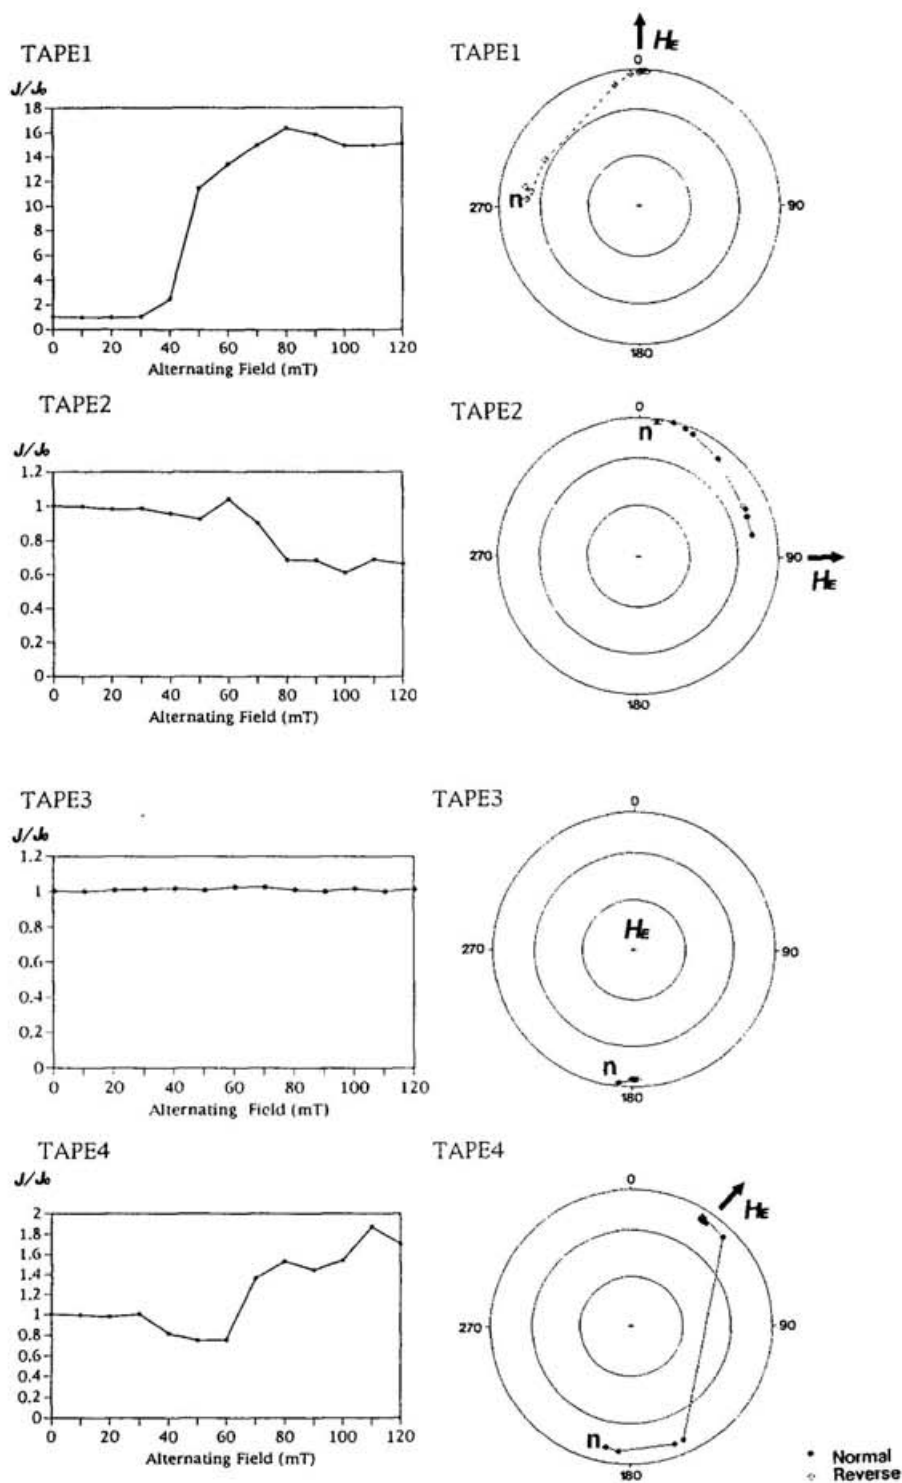 TAPE1
J/J₀
18
16
14
12
10
8
6
4
2
0
0 20 40 60 80 100 120
Alternating Field (mT)
TAPE1
HE
0
n
270
90
180
TAPE2
J/J₀
1.2
1
0.8
0.6
0.4
0.2
0
0 20 40 60 80 100 120
Alternating Field (mT)
TAPE2
0
n
270
90
HE
180
TAPE3
J/J₀
1.2
1
0.8
0.6
0.4
0.2
0
0 20 40 60 80 100 120
Alternating Field (mT)
TAPE3
0
HE
270
90
n
180
TAPE4
J/J₀
2
1.8
1.6
1.4
1.2
1
0.8
0.6
0.4
0.2
0
0 20 40 60 80 100 120
Alternating Field (mT)
TAPE4
0
HE
270
90
n
180
Normal
Reverse